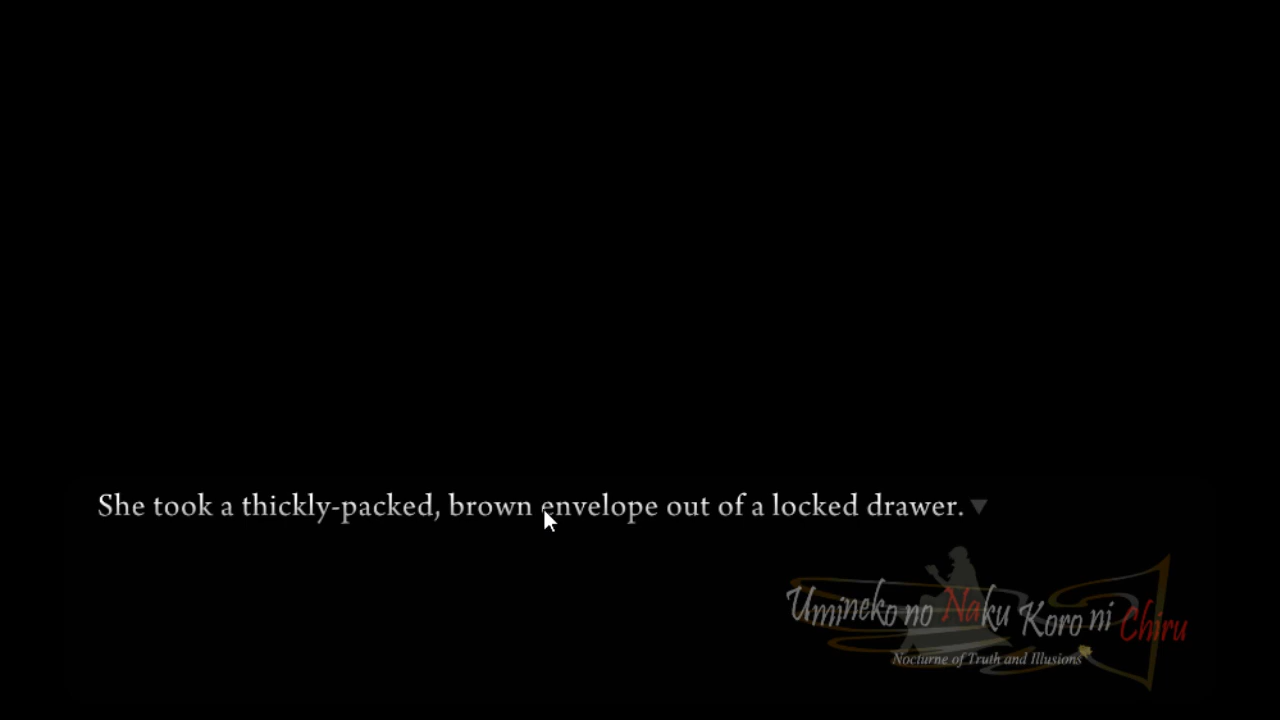 She took a thickly-packed, brown envelope out of a locked drawer.
Umineko no Naku Koro ni Chiru
Nocturne of Truth and Illusions